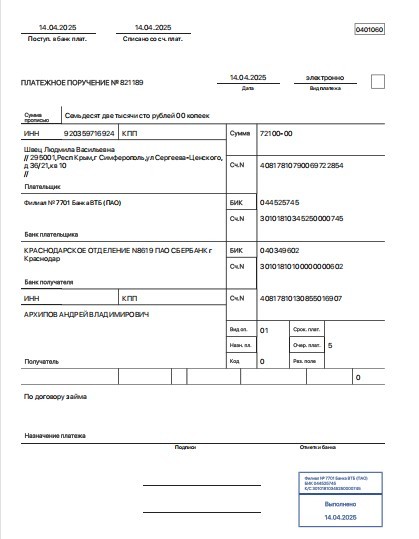 14.04.2025 14.04.2025 0401060
Поступ. в банк плат. Списано со сч. плат.
ПЛАТЕЖНОЕ ПОРУЧЕНИЕ № 821189 14.04.2025 электронно
Дата Вид платежа
Сумма прописью Семьдесят две тысячи сто рублей 00 копеек
ИНН 920359716924 КПП Сумма 72100-00
Швец Людмила Васильевна
// 295001,Респ Крым,г Симферополь,ул Сергеева-Ценского,
д 36/21,кв 10 Сч.N 40817810790069722854
//
Плательщик
Филиал № 7701 Банка ВТБ (ПАО) БИК 044525745
Сч.N 30101810345250000745
Банк плательщика
КРАСНОДАРСКОЕ ОТДЕЛЕНИЕ N8619 ПАО СБЕРБАНК г БИК 040349602
Краснодар
Сч.N 30101810100000000602
Банк получателя
ИНН КПП Сч.N 40817810130855016907
АРХИПОВ АНДРЕЙ ВЛАДИМИРОВИЧ
Вид оп. 01 Срок. плат.
Назн. пл. Очер. плат. 5
Получатель Код 0 Рез. поле
0
По договору займа
Назначение платежа
Подписи Отметки банка
Филиал № 7701 Банка ВТБ (ПАО)
БИК 044525745
К/С 30101810345250000745
Выполнено
14.04.2025